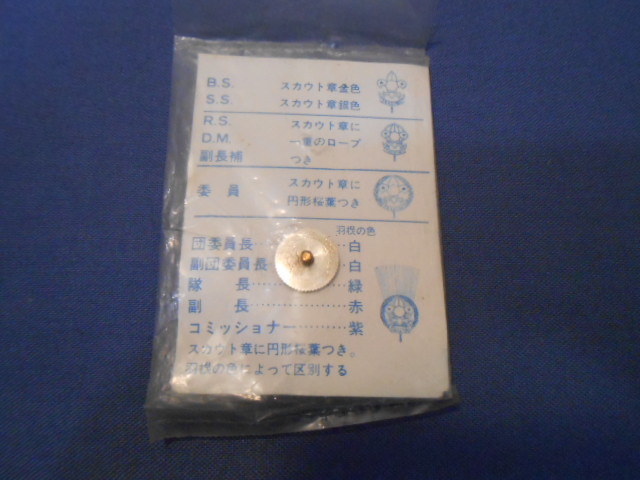 B.S. スカウト章金色
S.S. スカウト章銀色
R.S. スカウト章に
D.M. 一重のロープ
副長補 つき
委員 スカウト章に
円形桜葉つき
羽根の色
団委員長………白
副団委員長……白
隊長………緑
副長………赤
コミッショナー………紫
スカウト章に円形桜葉つき。
羽根の色によって区別する